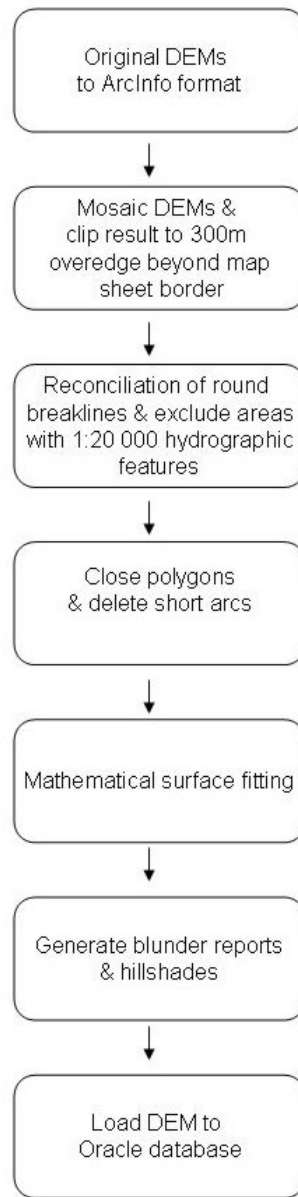 Original DEMs
to ArcInfo format
Mosaic DEMs &
clip result to 300m
overedge beyond map
sheet border
Reconciliation of round
breaklines & exclude areas
with 1:20 000 hydrographic
features
Close polygons
& delete short arcs
Mathematical surface fitting
Generate blunder reports
& hillshades
Load DEM to
Oracle database